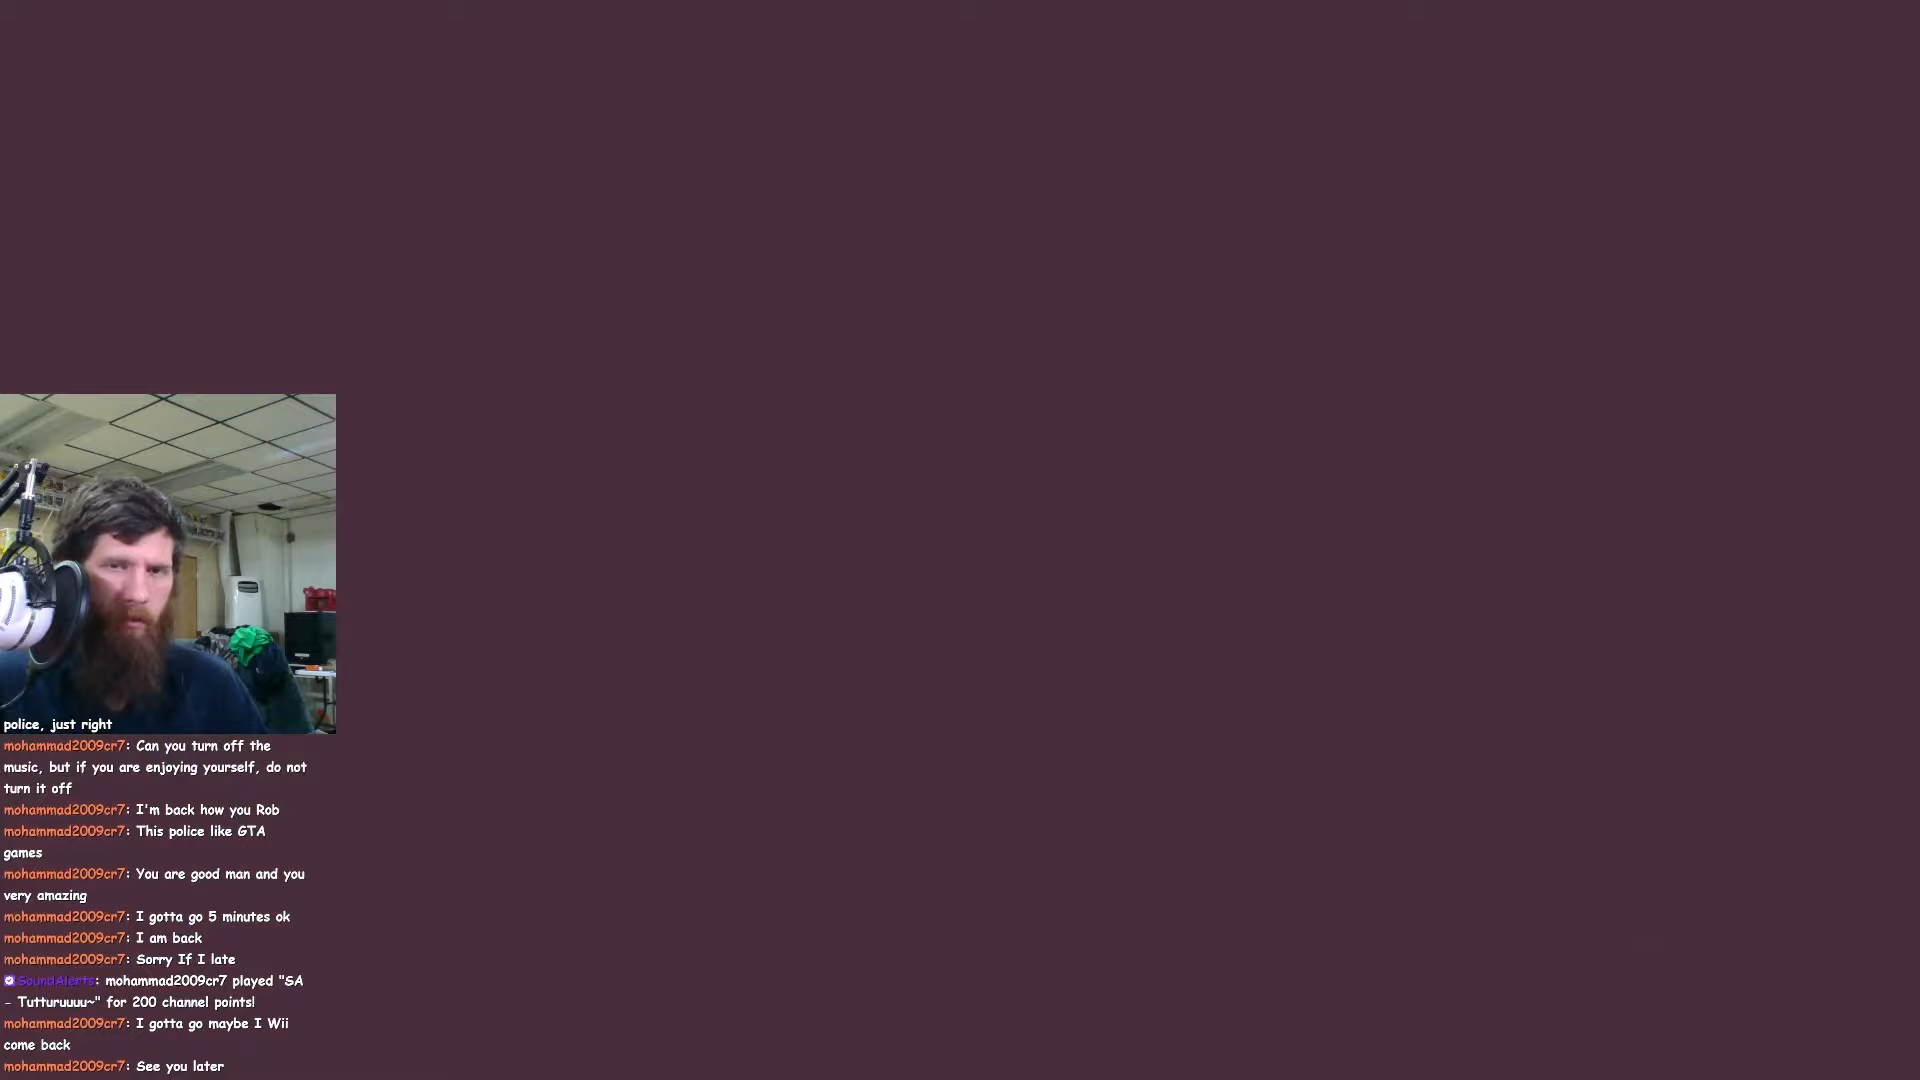 police, just right
mohammad2009cr7: Can you turn off the
music, but if you are enjoying yourself, do not
turn it off
mohammad2009cr7: I'm back how you Rob
mohammad2009cr7: This police like GTA
games
mohammad2009cr7: You are good man and you
very amazing
mohammad2009cr7: I gotta go 5 minutes ok
mohammad2009cr7: I am back
mohammad2009cr7: Sorry If I late
SoundAlerts: mohammad2009cr7 played "SA
- Tutturuuuu~" for 200 channel points!
mohammad2009cr7: I gotta go maybe I Wii
come back
mohammad2009cr7: See you later